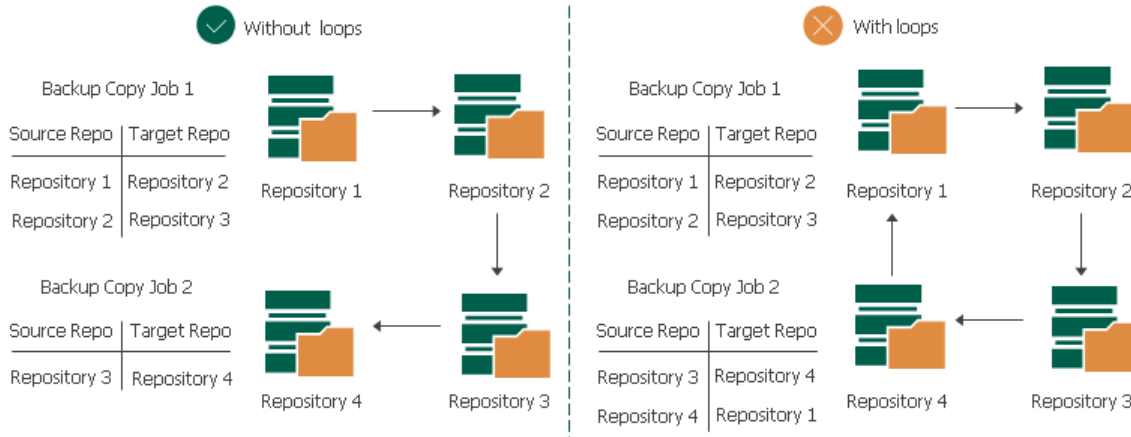 Without loops
Backup Copy Job 1
Source Repo Target Repo
Repository 1 Repository 2
Repository 2 Repository 3
Repository 1
Repository 2
Backup Copy Job 2
Source Repo Target Repo
Repository 3 Repository 4
Repository 4
Repository 3
With loops
Backup Copy Job 1
Source Repo Target Repo
Repository 1 Repository 2
Repository 2 Repository 3
Repository 1
Repository 2
Backup Copy Job 2
Source Repo Target Repo
Repository 3 Repository 4
Repository 4 Repository 1
Repository 4
Repository 3